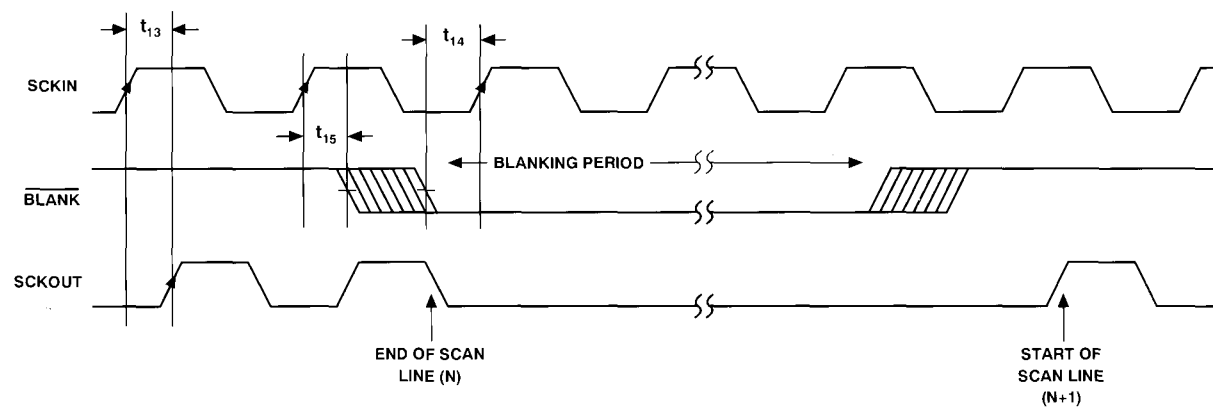 t13
t14
SCKIN
t15
BLANKING PERIOD
BLANK
SCKOUT
END OF SCAN
LINE (N)
START OF
SCAN LINE
(N+1)